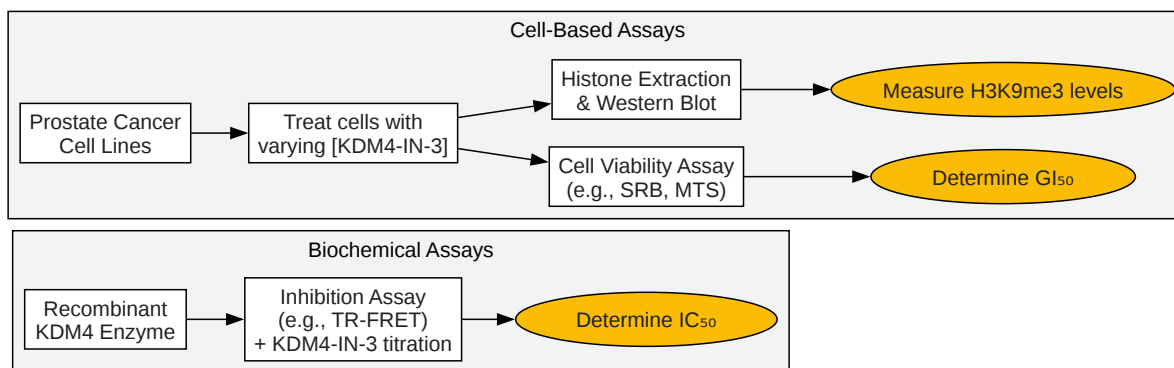 Cell-Based Assays
Prostate Cancer
Cell Lines
Treat cells with
varying [KDM4-IN-3]
Histone Extraction
& Western Blot
Measure H3K9me3 levels
Cell Viability Assay
(e.g., SRB, MTS)
Determine GI₅₀
Biochemical Assays
Recombinant
KDM4 Enzyme
Inhibition Assay
(e.g., TR-FRET)
+ KDM4-IN-3 titration
Determine IC₅₀